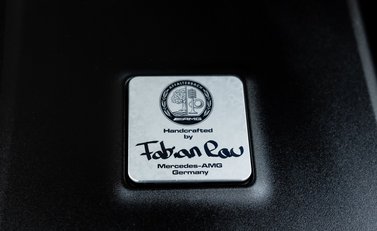 AMG
Handcrafted
by
Fabian Rau
Mercedes-AMG
Germany